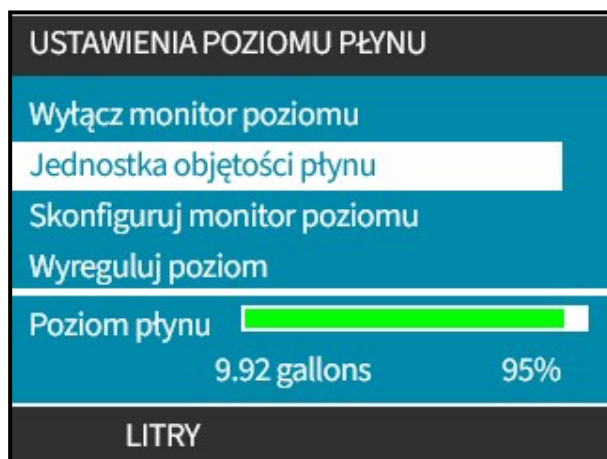 USTAWIENIA POZIOMU PŁYNU
Wyłącz monitor poziomu
Jednostka objętości płynu
Skonfiguruj monitor poziomu
Wyreguluj poziom
Poziom płynu
9.92 gallons 95%
LITRY